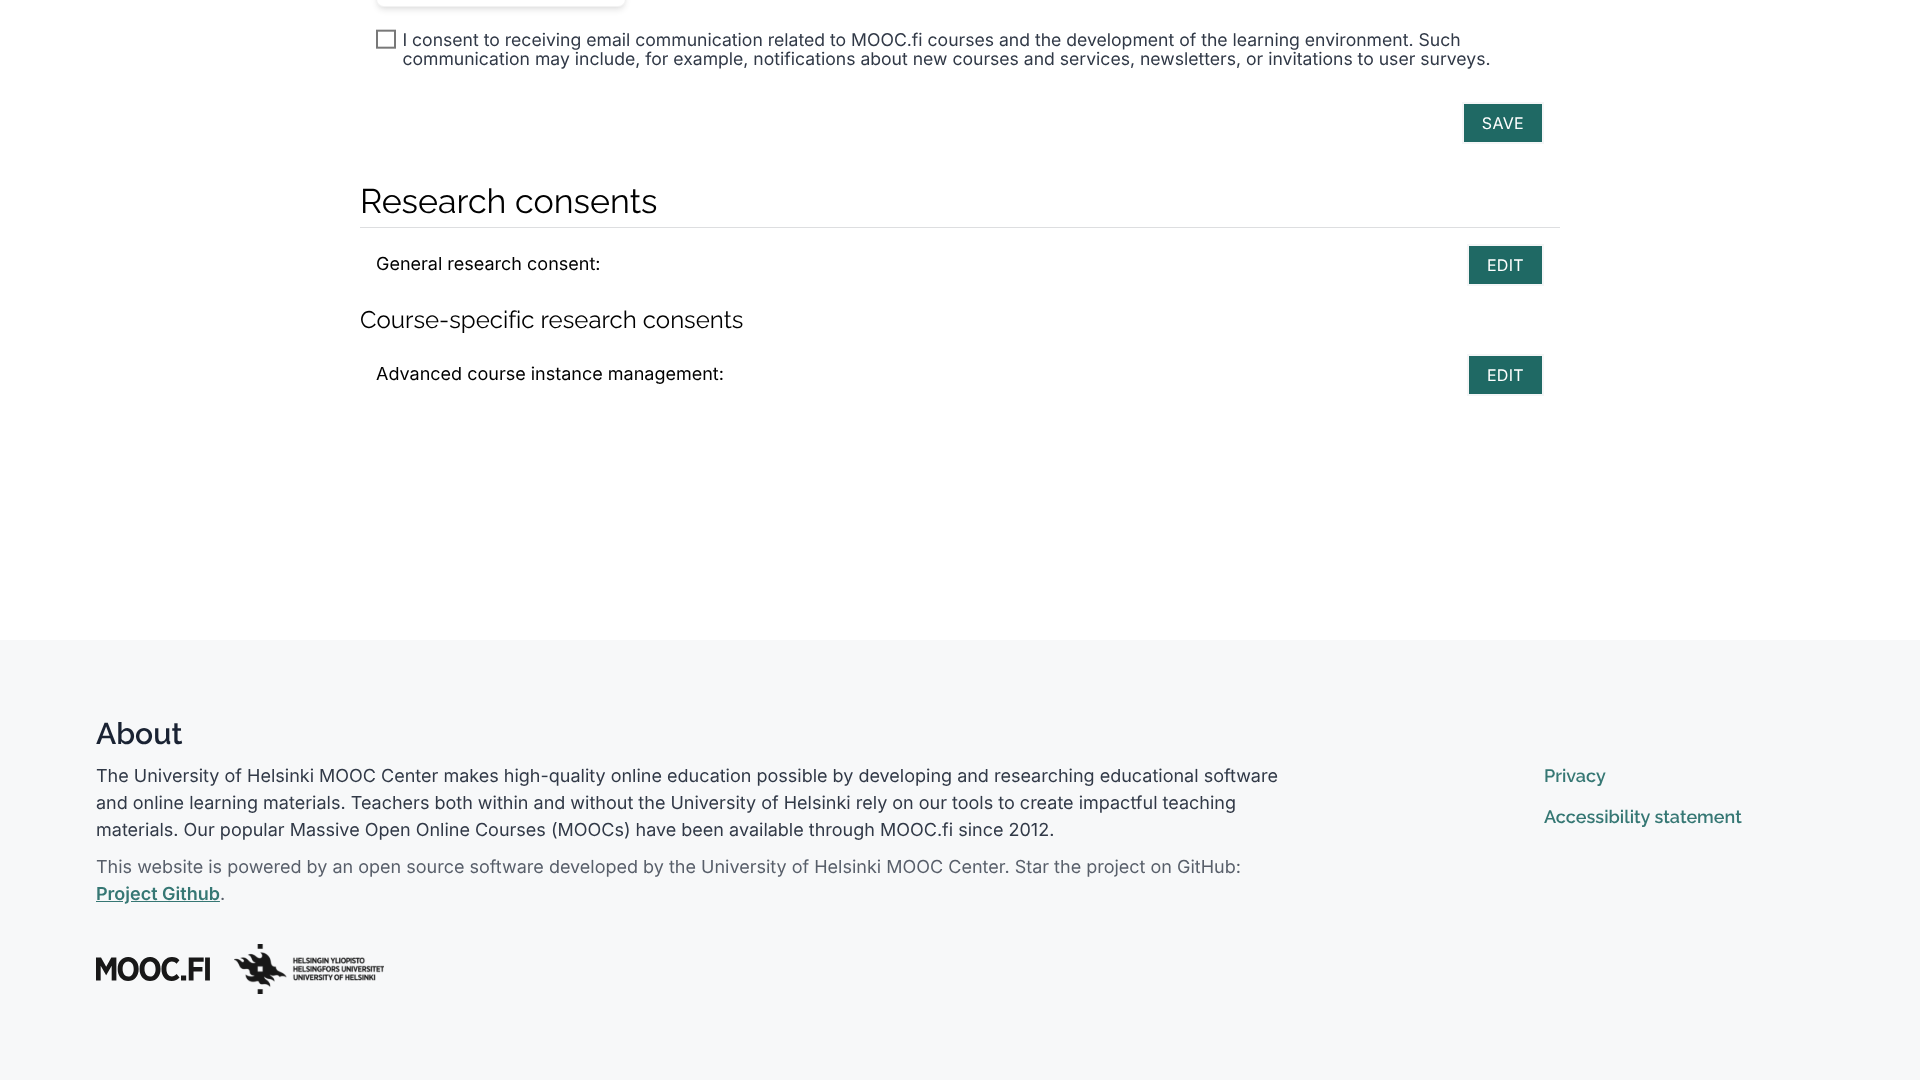 I consent to receiving email communication related to MOOC.fi courses and the development of the learning environment. Such
communication may include, for example, notifications about new courses and services, newsletters, or invitations to user surveys.
SAVE
Research consents
General research consent:
EDIT
Course-specific research consents
Advanced course instance management:
EDIT
About
The University of Helsinki MOOC Center makes high-quality online education possible by developing and researching educational software
and online learning materials. Teachers both within and without the University of Helsinki rely on our tools to create impactful teaching
materials. Our popular Massive Open Online Courses (MOOCs) have been available through MOOC.fi since 2012.
This website is powered by an open source software developed by the University of Helsinki MOOC Center. Star the project on GitHub:
Project Github.
Privacy
Accessibility statement
MOOC.FI
HELSINGIN YLIOPISTO
HELSINGFORS UNIVERSITET
UNIVERSITY OF HELSINKI